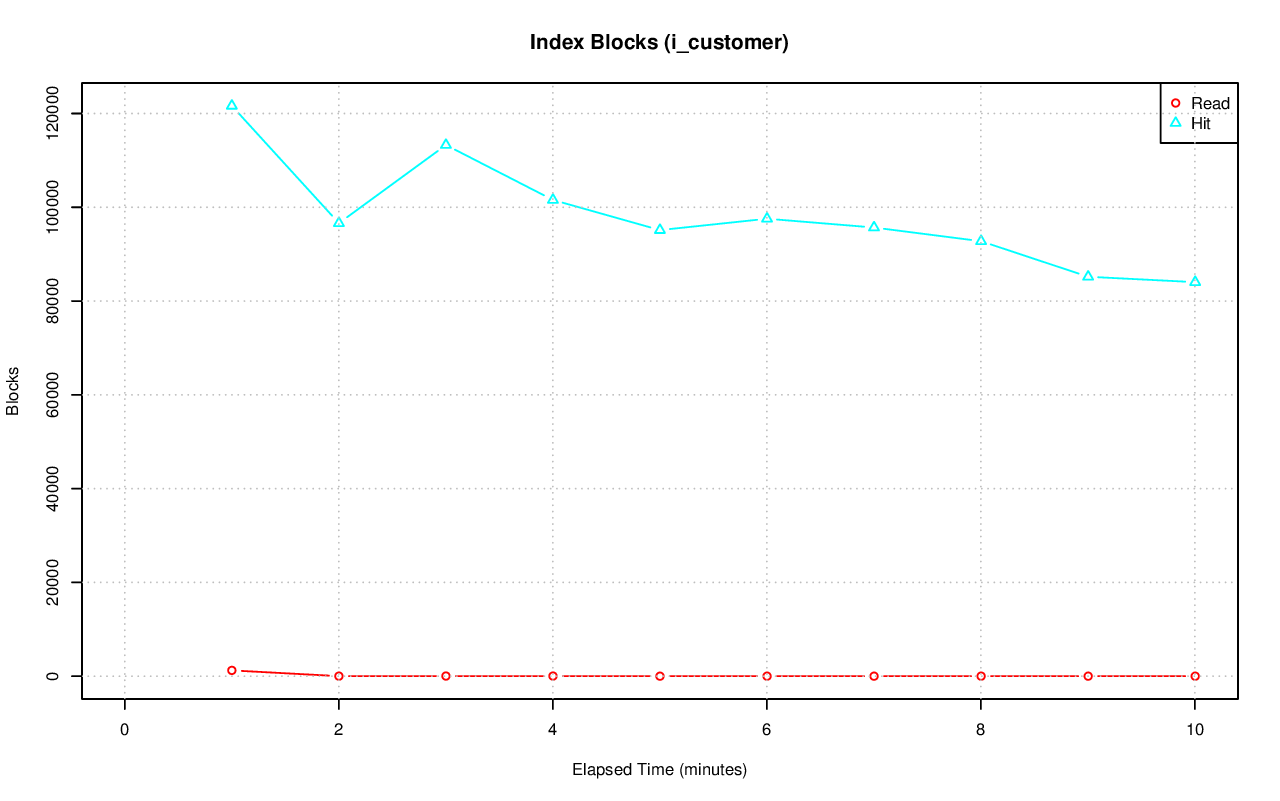 Index Blocks (i_customer)
Read
Hit
120000
100000
80000
60000
40000
20000
0
Blocks
0 2 4 6 8 10
Elapsed Time (minutes)